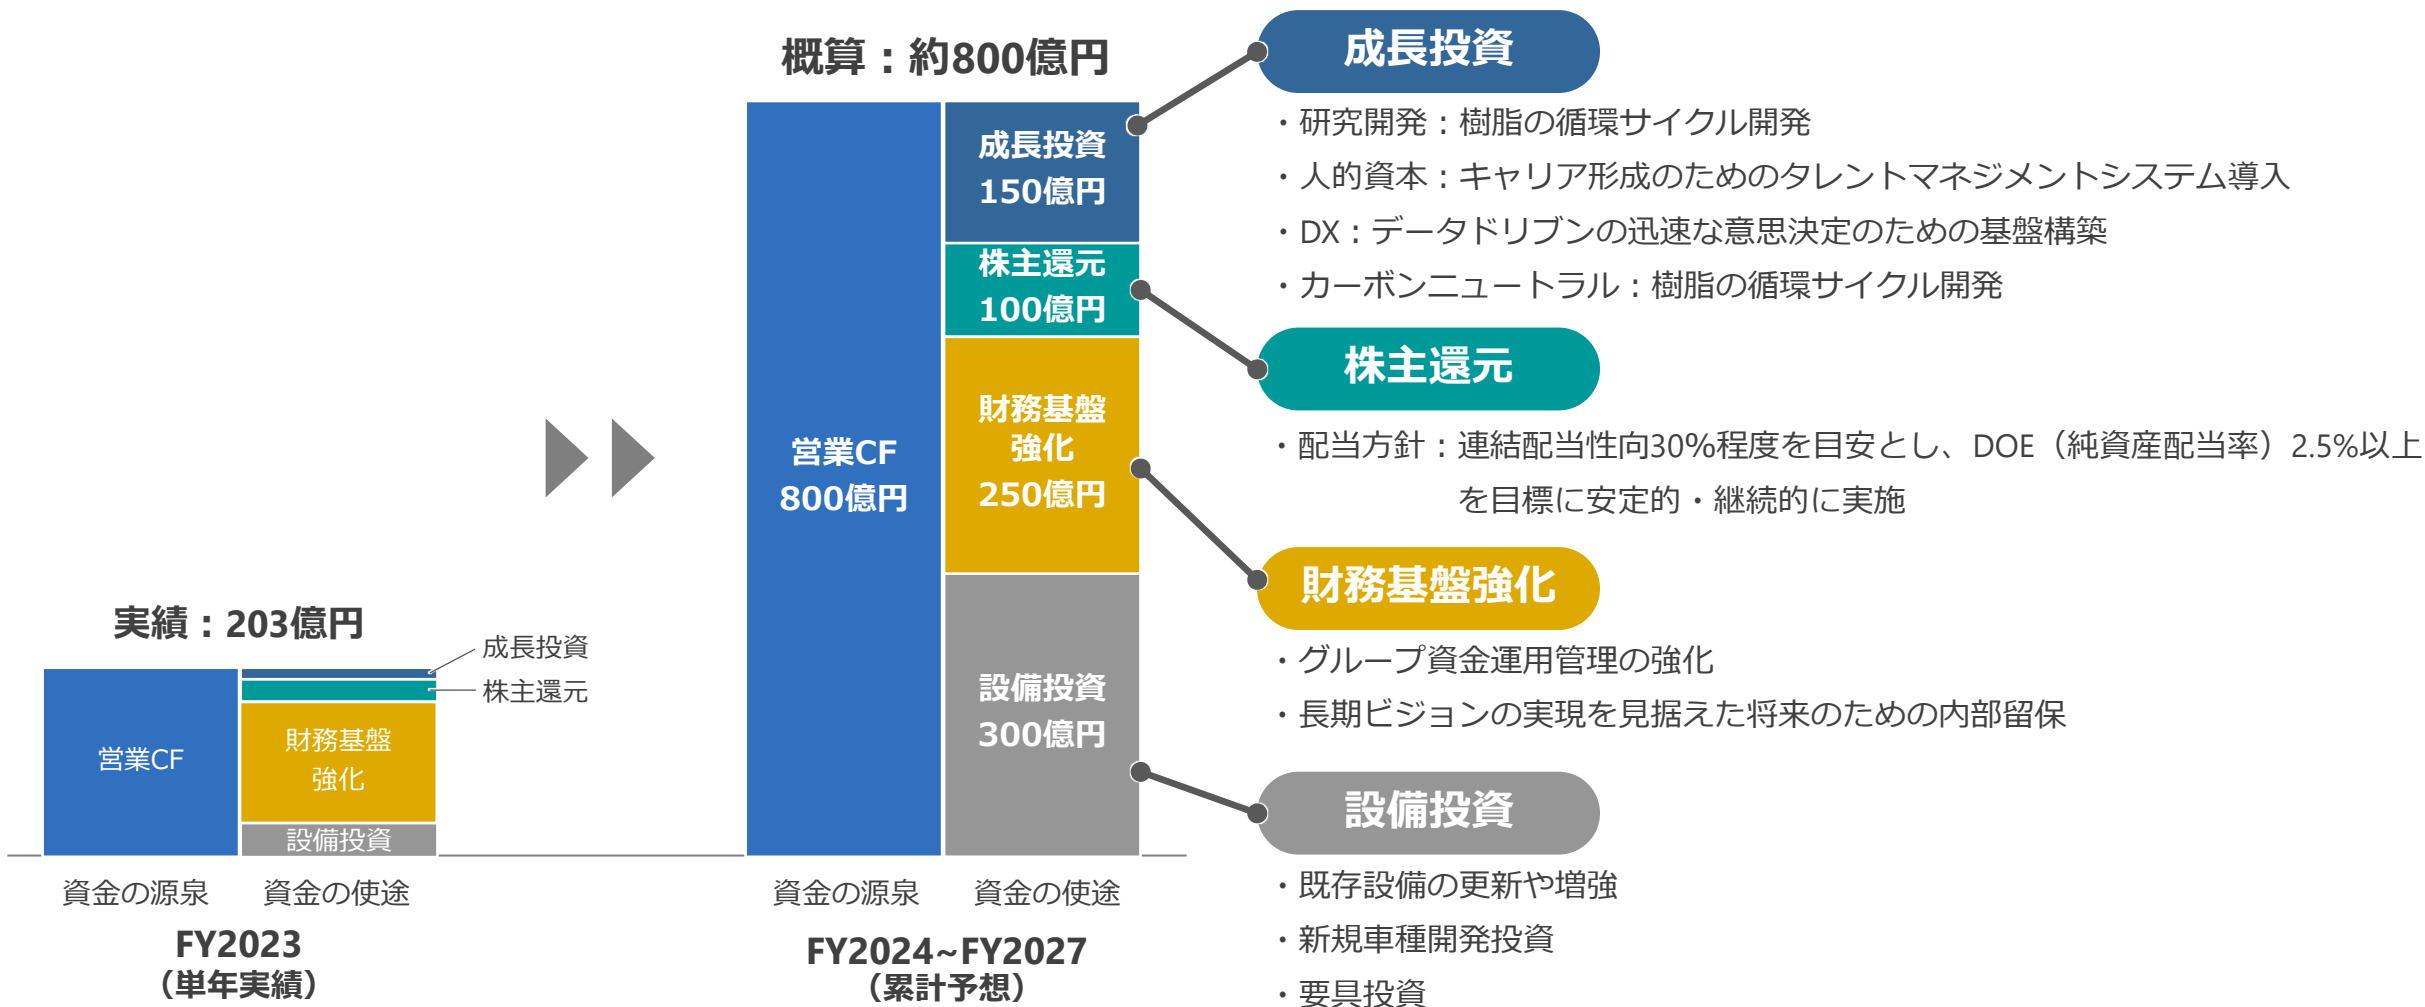 実績：203億円
成長投資
株主還元
営業CF
財務基盤
強化
設備投資
資金の源泉
資金の使途
FY2023
（単年実績）
概算：約800億円
営業CF
800億円
成長投資
150億円
株主還元
100億円
財務基盤
強化
250億円
設備投資
300億円
資金の源泉
資金の使途
FY2024~FY2027
（累計予想）
成長投資
・研究開発：樹脂の循環サイクル開発
・人的資本：キャリア形成のためのタレントマネジメントシステム導入
・DX：データドリブンの迅速な意思決定のための基盤構築
・カーボンニュートラル：樹脂の循環サイクル開発
株主還元
・配当方針：連結配当性向30%程度を目安とし、DOE（純資産配当率）2.5%以上
を目標に安定的・継続的に実施
財務基盤強化
・グループ資金運用管理の強化
・長期ビジョンの実現を見据えた将来のための内部留保
設備投資
・既存設備の更新や増強
・新規車種開発投資
・要具投資